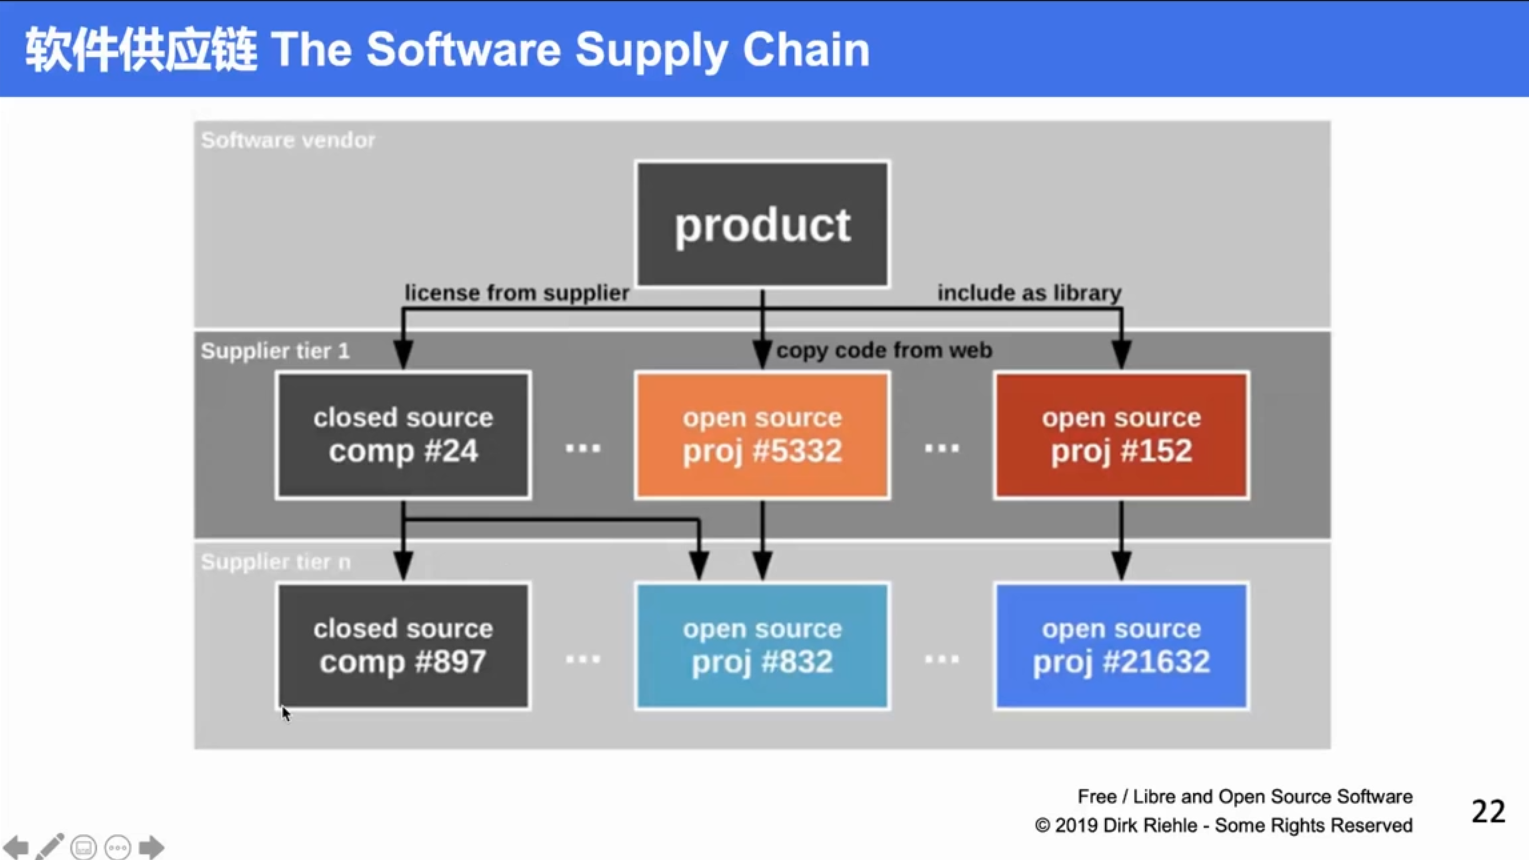 软件供应链 The Software Supply Chain
Software vendor
product
license from supplier
include as library
Supplier tier 1
copy code from web
closed source
comp #24
...
open source
proj #5332
...
open source
proj #152
Supplier tier n
closed source
comp #897
...
open source
proj #832
...
open source
proj #21632
Free / Libre and Open Source Software
© 2019 Dirk Riehle - Some Rights Reserved
22